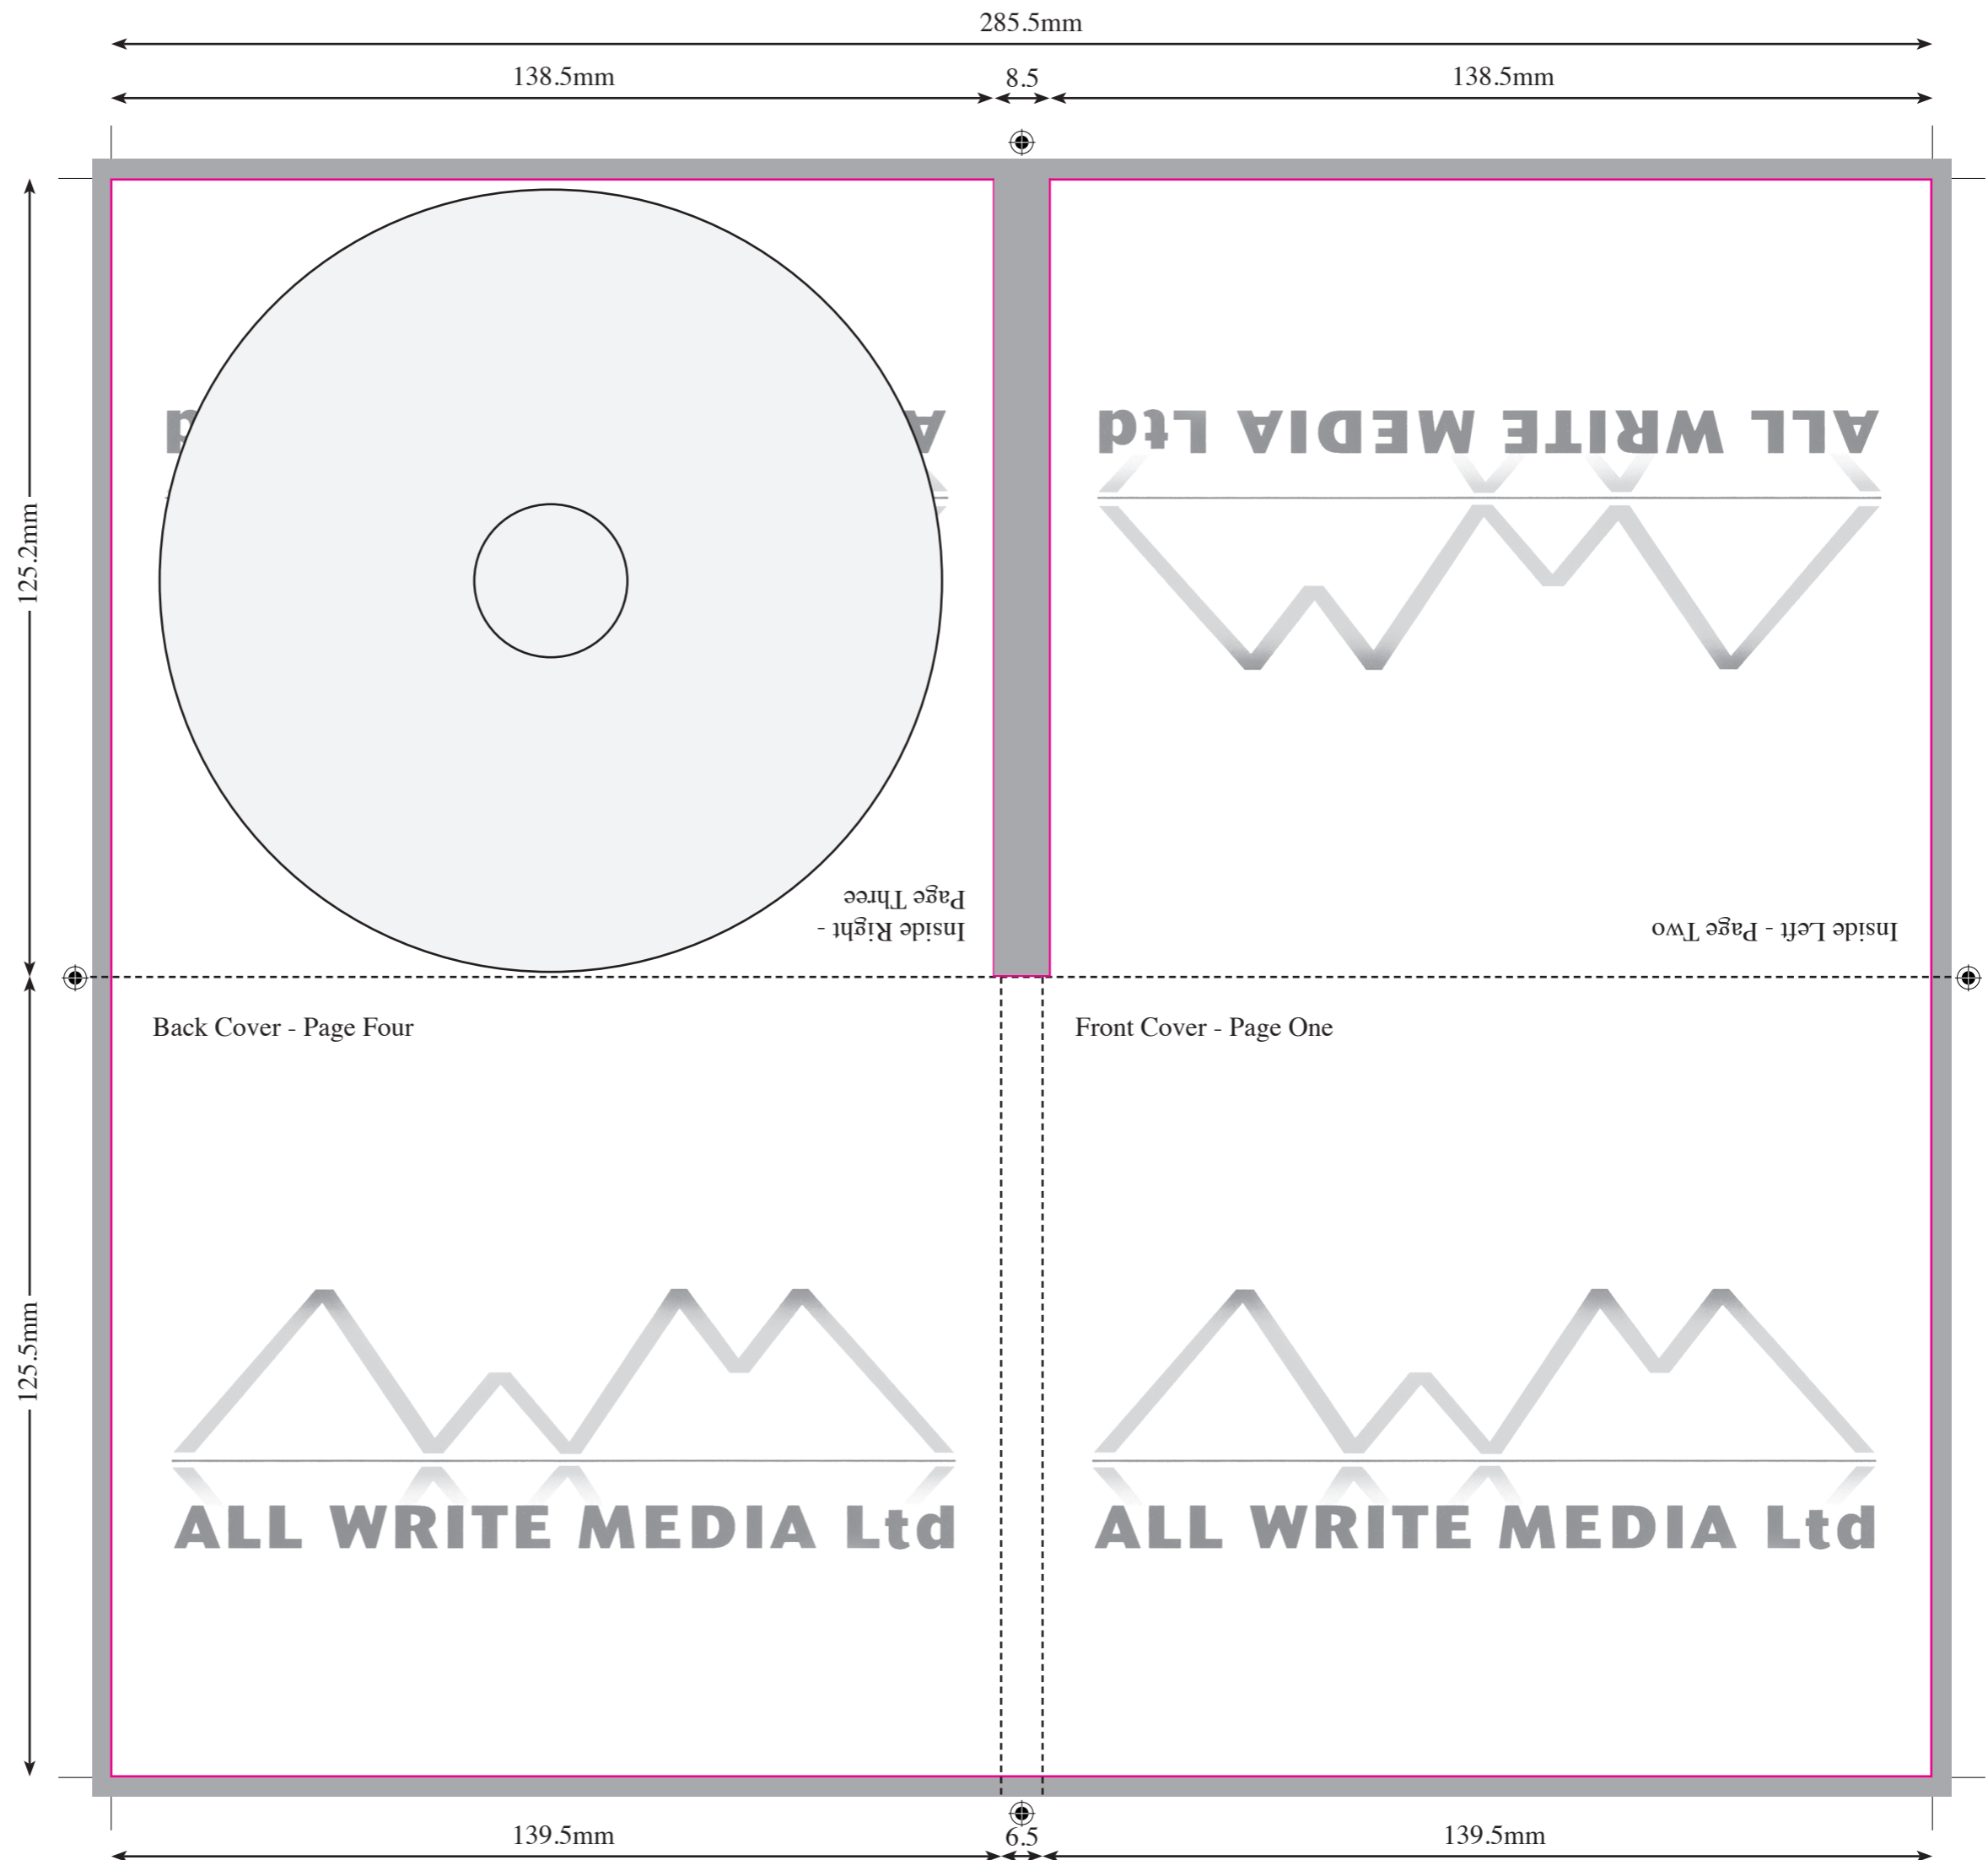 285.5mm
138.5mm
8.5
138.5mm
125.2mm
d
A
ALL WRITE MEDIA Ltd
Inside Right -
Page Three
Inside Left - Page Two
Back Cover - Page Four
Front Cover - Page One
125.5mm
ALL WRITE MEDIA Ltd
ALL WRITE MEDIA Ltd
139.5mm
6.5
139.5mm